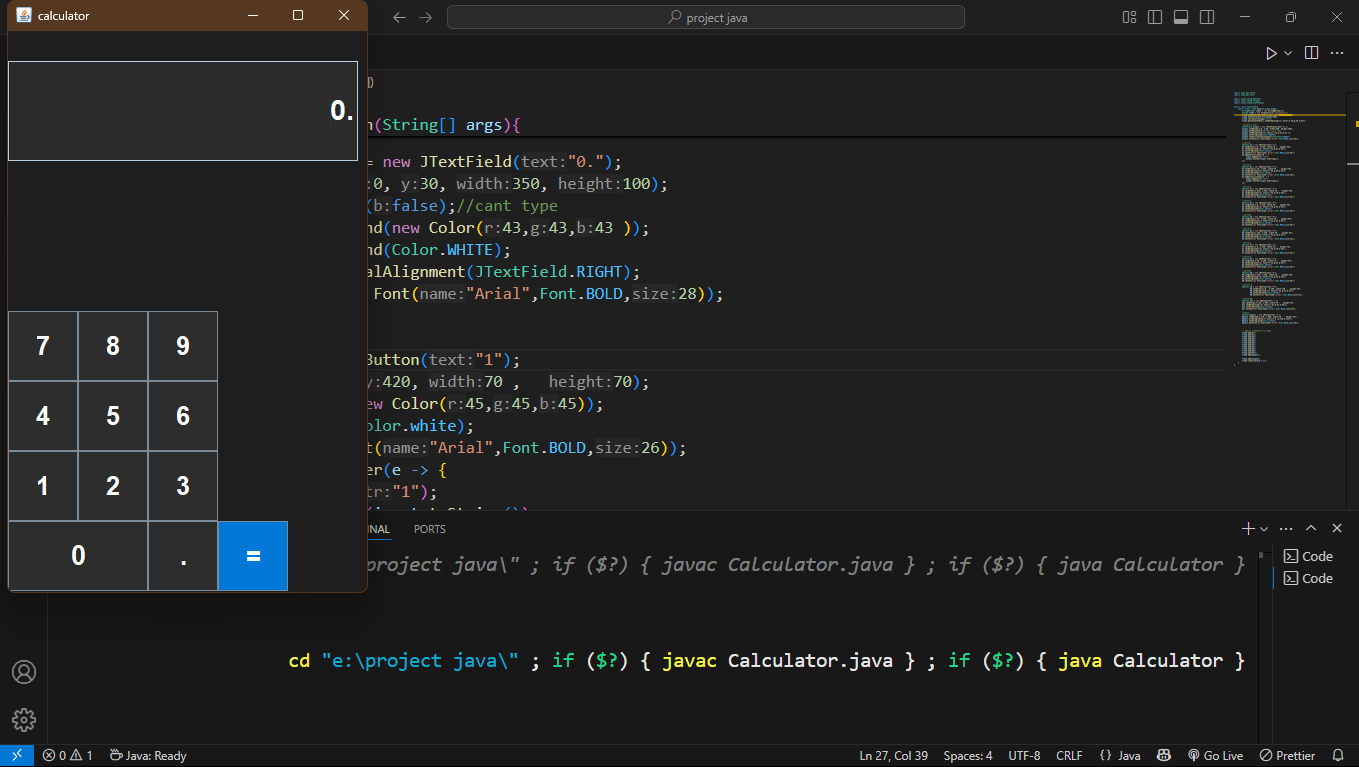 calculator
project java
0.
n(String[] args){
= new JTextField(text:"0.");
:0, y:30, width:350, height:100);
(b:false);//cant type
nd(new Color(r:43,g:43,b:43 ));
nd(Color.WHITE);
alAlignment(JTextField.RIGHT);
Font(name:"Arial",Font.BOLD,size:28));
Button(text:"1");
y:420, width:70 ,   height:70);
ew Color(r:45,g:45,b:45));
olor.white);
t(name:"Arial",Font.BOLD,size:26));
er(e -> {
tr:"1");
7 8 9
4 5 6
1 2 3
0 . =
NAL PORTS
project java\" ; if ($?) { javac Calculator.java } ; if ($?) { java Calculator }
cd "e:\project java\" ; if ($?) { javac Calculator.java } ; if ($?) { java Calculator }
Code
Code
0 1 Java: Ready Ln 27, Col 39 Spaces: 4 UTF-8 CRLF {} Java Go Live Prettier